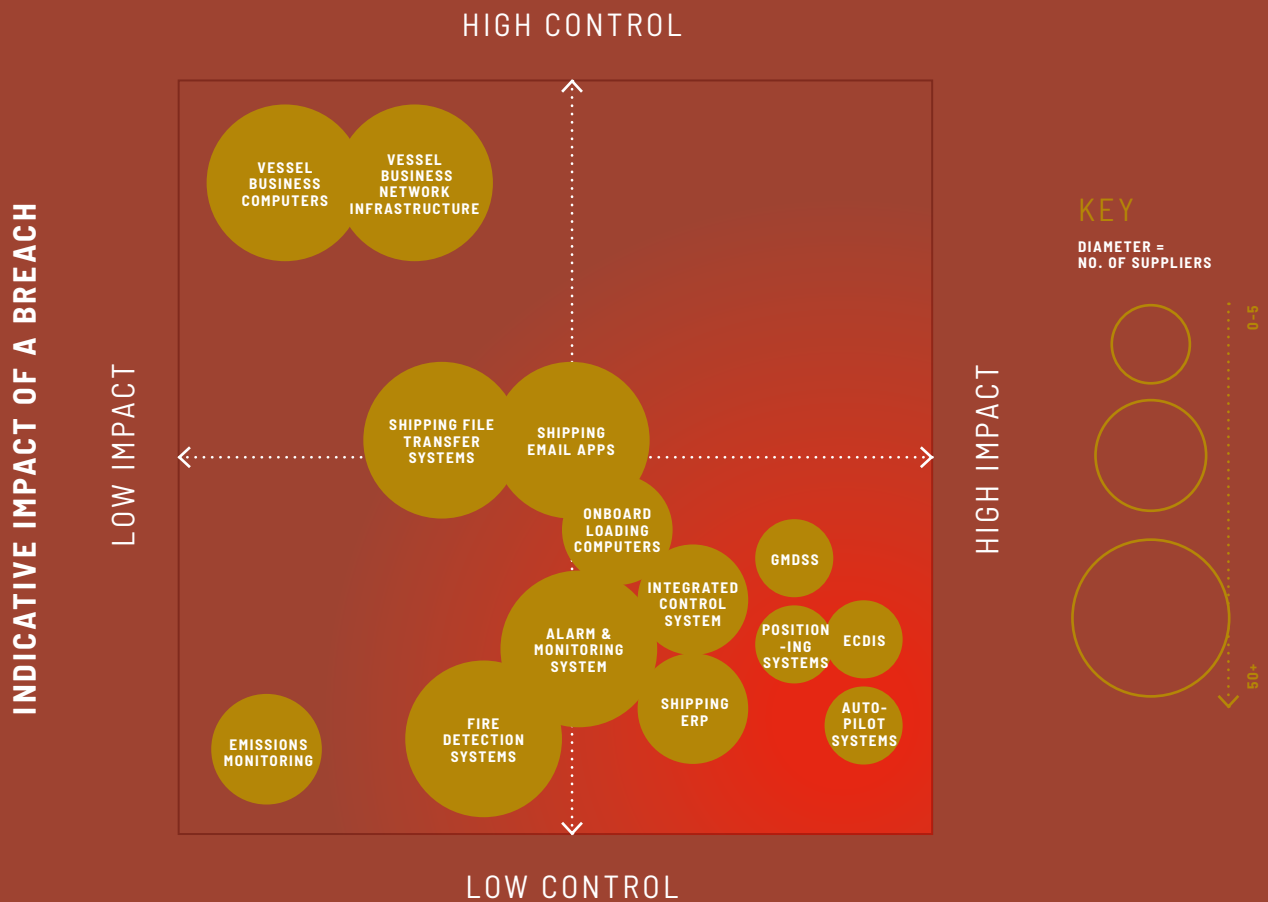 HIGH CONTROL
INDICATIVE IMPACT OF A BREACH
LOW IMPACT
VESSEL
BUSINESS
COMPUTERS
VESSEL
BUSINESS
NETWORK
INFRASTRUCTURE
SHIPPING FILE
TRANSFER
SYSTEMS
SHIPPING
EMAIL APPS
ONBOARD
LOADING
COMPUTERS
INTEGRATED
CONTROL
SYSTEM
GMDSS
POSITION
-ING
SYSTEMS
ECDIS
ALARM &
MONITORING
SYSTEM
SHIPPING
ERP
AUTO-
PILOT
SYSTEMS
FIRE
DETECTION
SYSTEMS
EMISSIONS
MONITORING
HIGH IMPACT
LOW CONTROL
KEY
DIAMETER =
NO. OF SUPPLIERS
0-5
50+